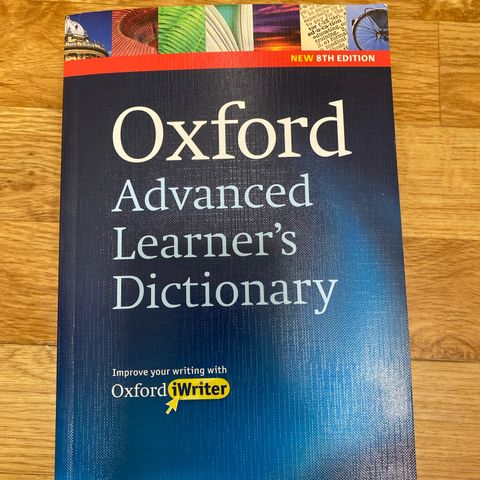 NEW 8TH EDITION
Oxford
Advanced
Learner's
Dictionary
Improve your writing with
Oxford iWriter